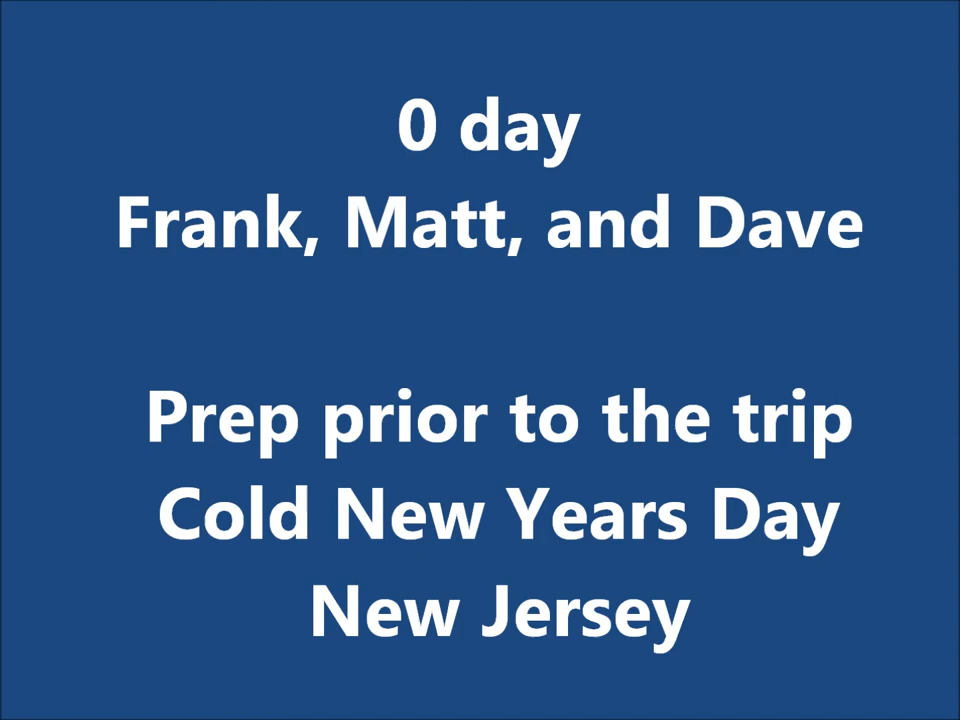 0 day
Frank, Matt, and Dave
Prep prior to the trip
Cold New Years Day
New Jersey